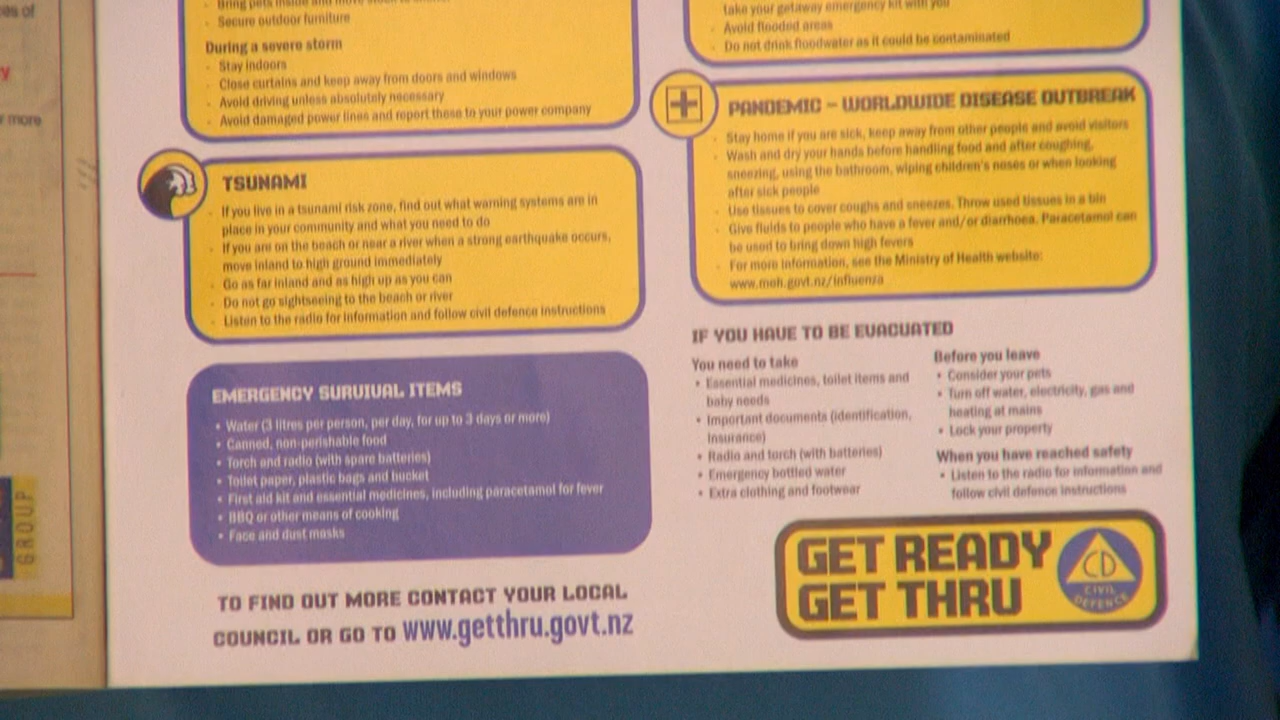 es of
y
r more
GROUP
Bring pets inside and move stock to shelter
Secure outdoor furniture
During a severe storm
- Stay indoors
- Close curtains and keep away from doors and windows
- Avoid driving unless absolutely necessary
- Avoid damaged power lines and report these to your power company
TSUNAMI
- If you live in a tsunami risk zone, find out what warning systems are in
place in your community and what you need to do
- If you are on the beach or near a river when a strong earthquake occurs,
move inland to high ground immediately
- Go as far inland and as high up as you can
- Do not go sightseeing to the beach or river
- Listen to the radio for information and follow civil defence instructions
EMERGENCY SURVIVAL ITEMS
• Water (3 litres per person, per day, for up to 3 days or more)
• Canned, non-perishable food
• Torch and radio (with spare batteries)
• Toilet paper, plastic bags and bucket
• First aid kit and essential medicines, including paracetamol for fever
• BBQ or other means of cooking
• Face and dust masks
TO FIND OUT MORE CONTACT YOUR LOCAL
COUNCIL OR GO TO www.getthru.govt.nz
take your getaway emergency kit with you
- Avoid flooded areas
- Do not drink floodwater as it could be contaminated
PANDEMIC – WORLDWIDE DISEASE OUTBREAK
- Stay home if you are sick, keep away from other people and avoid visitors
- Wash and dry your hands before handling food and after coughing,
sneezing, using the bathroom, wiping children's noses or when looking
after sick people
- Use tissues to cover coughs and sneezes. Throw used tissues in a bin
- Give fluids to people who have a fever and/or diarrhoea. Paracetamol can
be used to bring down high fevers
- For more information, see the Ministry of Health website:
www.moh.govt.nz/influenza
IF YOU HAVE TO BE EVACUATED
You need to take
• Essential medicines, toilet items and
baby needs
• Important documents (identification,
insurance)
• Radio and torch (with batteries)
• Emergency bottled water
• Extra clothing and footwear
Before you leave
• Consider your pets
• Turn off water, electricity, gas and
heating at mains
• Lock your property
When you have reached safety
• Listen to the radio for information and
follow civil defence instructions
GET READY
GET THRU
CD
CIVIL
DEFENCE